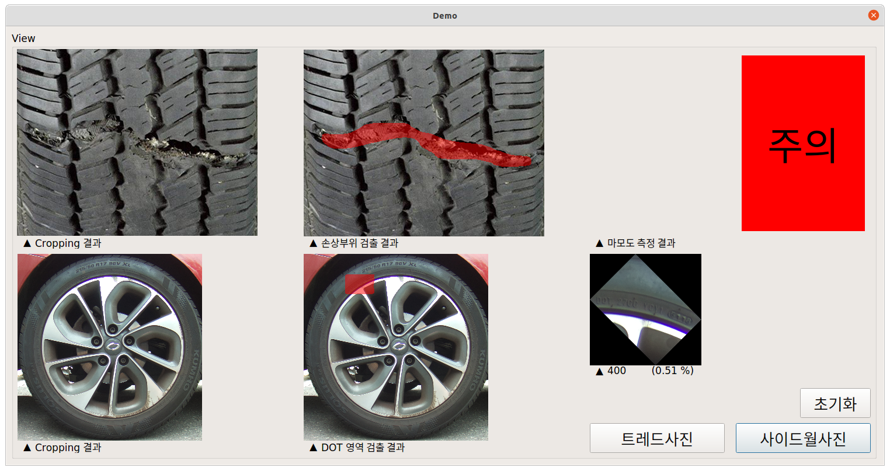 Demo
View
주의
▲ Cropping 결과
▲ 손상부위 검출 결과
▲ 마모도 측정 결과
▲ 400 (0.51 %)
초기화
▲ Cropping 결과
▲ DOT 영역 검출 결과
트레드사진
사이드월사진